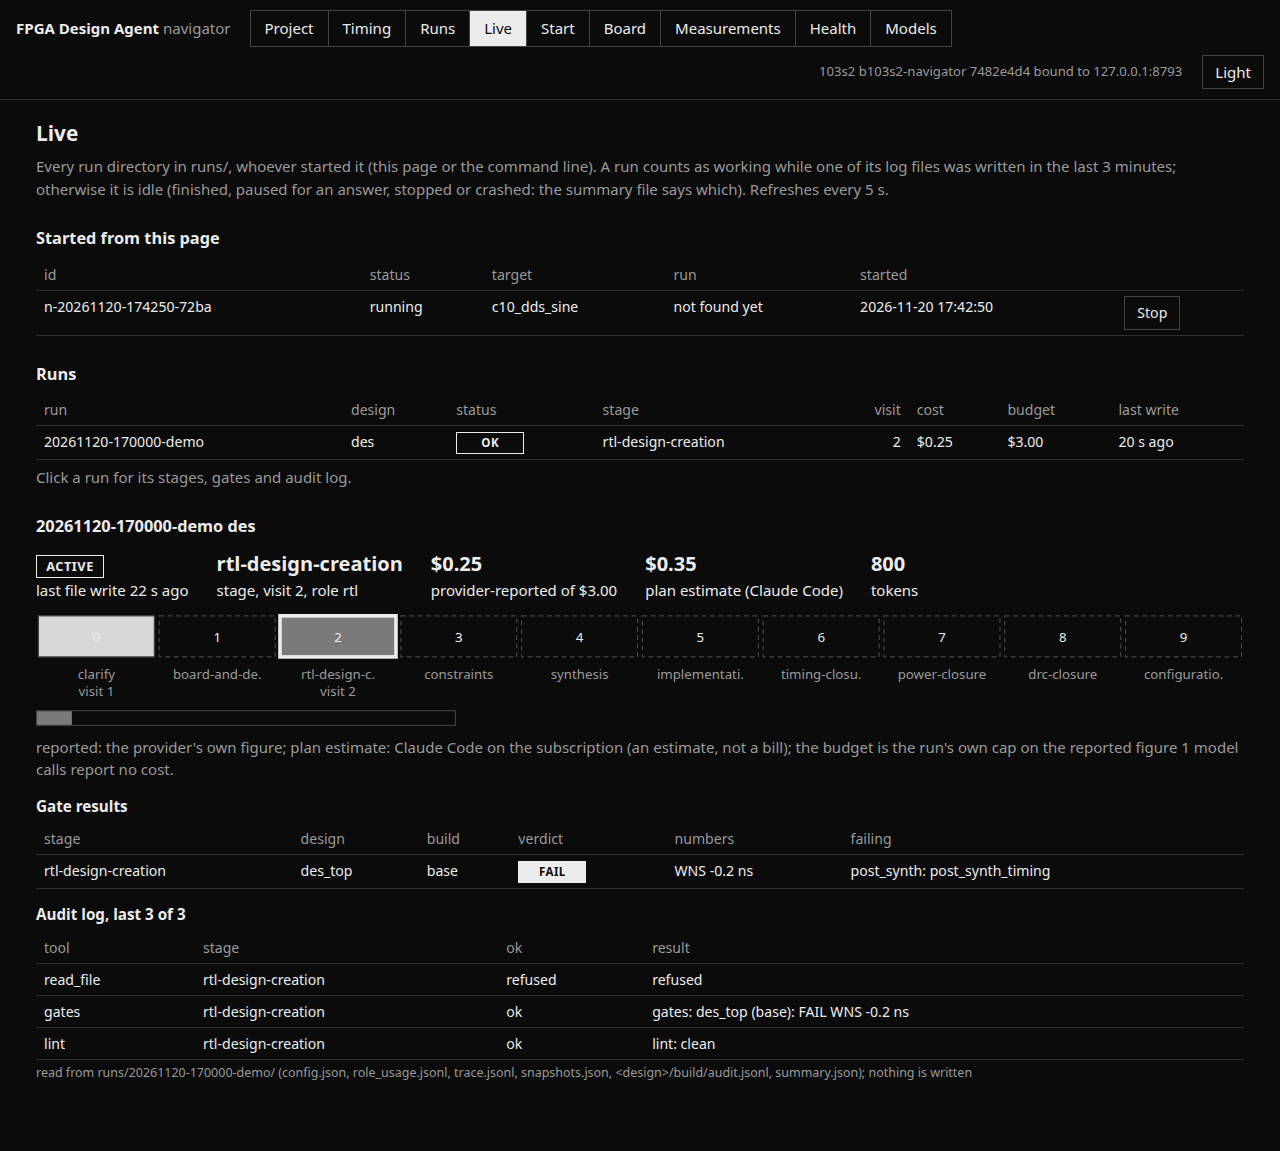 FPGA Design Agent navigator
Project Timing Runs Live Start Board Measurements Health Models
103s2 b103s2-navigator 7482e4d4 bound to 127.0.0.1:8793 Light
Live
Every run directory in runs/, whoever started it (this page or the command line). A run counts as working while one of its log files was written in the last 3 minutes;
otherwise it is idle (finished, paused for an answer, stopped or crashed: the summary file says which). Refreshes every 5 s.
Started from this page
id status target run started
n-20261120-174250-72ba running c10_dds_sine not found yet 2026-11-20 17:42:50 Stop
Runs
run design status stage visit cost budget last write
20261120-170000-demo des OK rtl-design-creation 2 $0.25 $3.00 20 s ago
Click a run for its stages, gates and audit log.
20261120-170000-demo des
ACTIVE rtl-design-creation $0.25 $0.35 800
last file write 22 s ago stage, visit 2, role rtl provider-reported of $3.00 plan estimate (Claude Code) tokens
0 1 2 3 4 5 6 7 8 9
clarify board-and-de. rtl-design-c. constraints synthesis implementati. timing-closu. power-closure drc-closure configuratio.
visit 1 visit 2
reported: the provider's own figure; plan estimate: Claude Code on the subscription (an estimate, not a bill); the budget is the run's own cap on the reported figure 1 model
calls report no cost.
Gate results
stage design build verdict numbers failing
rtl-design-creation des_top base FAIL WNS -0.2 ns post_synth: post_synth_timing
Audit log, last 3 of 3
tool stage ok result
read_file rtl-design-creation refused refused
gates rtl-design-creation ok gates: des_top (base): FAIL WNS -0.2 ns
lint rtl-design-creation ok lint: clean
read from runs/20261120-170000-demo/ (config.json, role_usage.jsonl, trace.jsonl, snapshots.json, <design>/build/audit.jsonl, summary.json); nothing is written